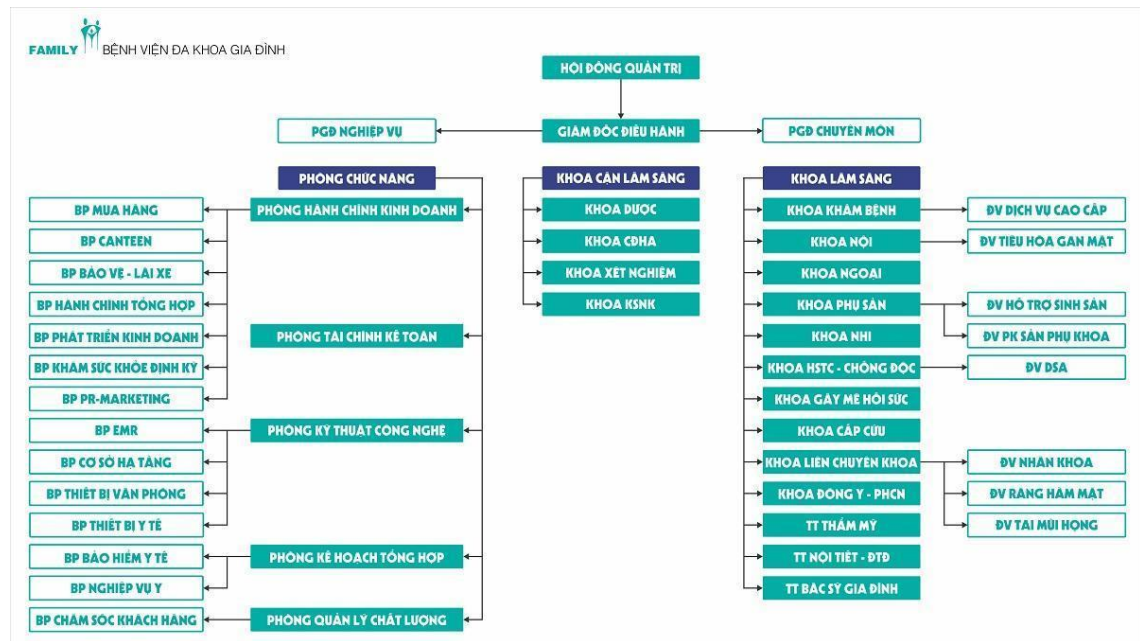 FAMILY BỆNH VIỆN ĐA KHOA GIA ĐÌNH
HỘI ĐỒNG QUẢN TRỊ
PGĐ NGHIỆP VỤ
GIÁM ĐỐC ĐIỀU HÀNH
PGĐ CHUYÊN MÔN
PHÒNG CHỨC NĂNG
KHOA CẬN LÂM SÀNG
KHOA LÂM SÀNG
BP MUA HÀNG
PHÒNG HÀNH CHÍNH KINH DOANH
KHOA DƯỢC
KHOA KHÁM BỆNH
ĐV DỊCH VỤ CAO CẤP
BP CANTEEN
KHOA CĐHA
KHOA NỘI
ĐV TIÊU HÓA GAN MẬT
BP BẢO VỆ - LÁI XE
KHOA XÉT NGHIỆM
KHOA NGOẠI
BP HÀNH CHÍNH TỔNG HỢP
KHOA KSNK
KHOA PHỤ SẢN
ĐV HỖ TRỢ SINH SẢN
BP PHÁT TRIỂN KINH DOANH
PHÒNG TÀI CHÍNH KẾ TOÁN
KHOA NHI
ĐV PK SẢN PHỤ KHOA
BP KHÁM SỨC KHỎE ĐỊNH KỲ
KHOA HSTC - CHỐNG ĐỘC
ĐV DSA
BP PR-MARKETING
KHOA GÂY MÊ HỒI SỨC
BP EMR
PHÒNG KỸ THUẬT CÔNG NGHỆ
KHOA CẤP CỨU
BP CƠ SỞ HẠ TẦNG
KHOA LIÊN CHUYÊN KHOA
ĐV NHÃN KHOA
BP THIẾT BỊ VĂN PHÒNG
KHOA ĐÔNG Y - PHCN
ĐV RĂNG HÀM MẶT
BP THIẾT BỊ Y TẾ
TT THẨM MỸ
ĐV TAI MŨI HỌNG
BP BẢO HIỂM Y TẾ
PHÒNG KẾ HOẠCH TỔNG HỢP
TT NỘI TIẾT - ĐTĐ
BP NGHIỆP VỤ Y
TT BÁC SỸ GIA ĐÌNH
BP CHĂM SÓC KHÁCH HÀNG
PHÒNG QUẢN LÝ CHẤT LƯỢNG